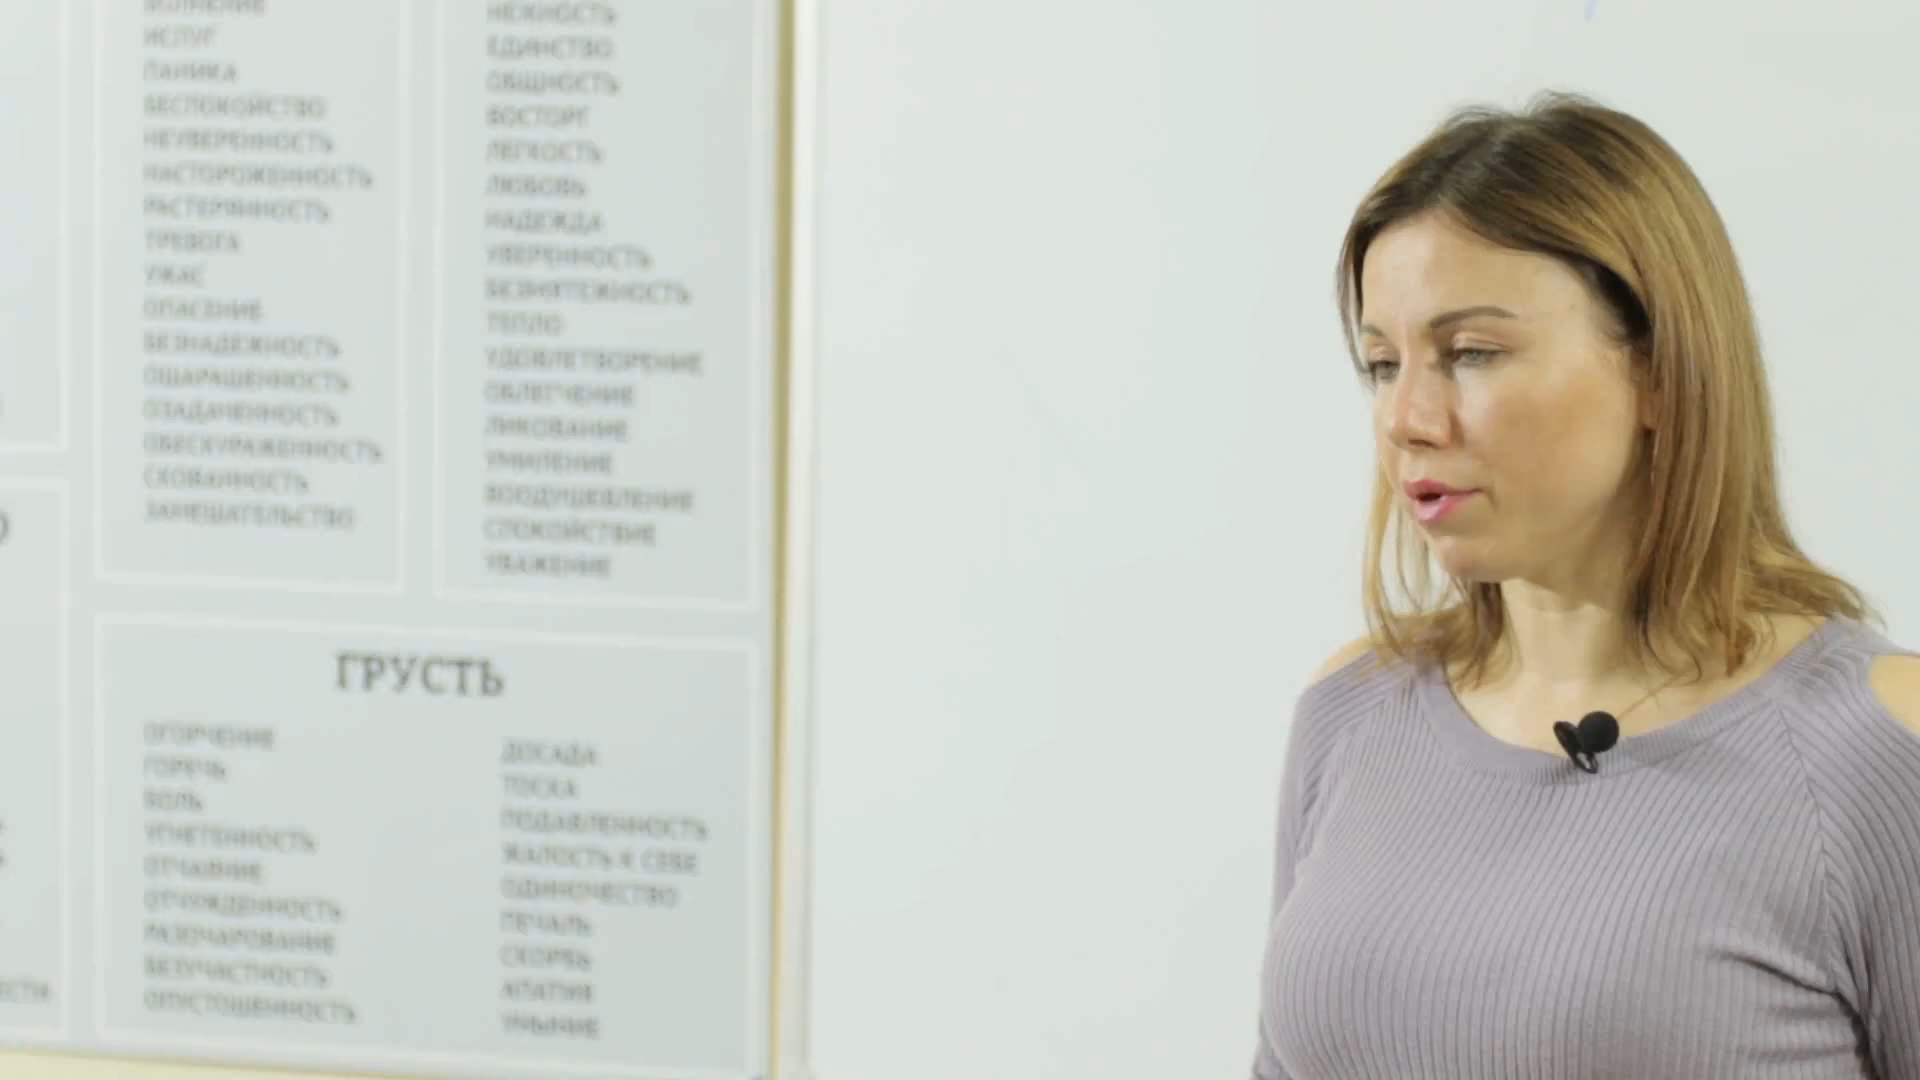 ВОЛНЕНИЕ
ИСПУГ
ПАНИКА
БЕСПОКОЙСТВО
НЕУВЕРЕННОСТЬ
НАСТОРОЖЕННОСТЬ
РАСТЕРЯННОСТЬ
ТРЕВОГА
УЖАС
ОПАСЕНИЕ
БЕЗНАДЕЖНОСТЬ
ОШАРАШЕННОСТЬ
ОЗАДАЧЕННОСТЬ
ОБЕСКУРАЖЕННОСТЬ
СКОВАННОСТЬ
ЗАМЕШАТЕЛЬСТВО
НЕЖНОСТЬ
ЕДИНСТВО
ОБЩНОСТЬ
ВОСТОРГ
ЛЕГКОСТЬ
ЛЮБОВЬ
НАДЕЖДА
УВЕРЕННОСТЬ
БЕЗМЯТЕЖНОСТЬ
ТЕПЛО
УДОВЛЕТВОРЕНИЕ
ОБЛЕГЧЕНИЕ
ЛИКОВАНИЕ
УМИЛЕНИЕ
ВООДУШЕВЛЕНИЕ
СПОКОЙСТВИЕ
УВАЖЕНИЕ
ГРУСТЬ
ОГОРЧЕНИЕ
ГОРЕЧЬ
БОЛЬ
УГНЕТЕННОСТЬ
ОТЧАЯНИЕ
ОТЧУЖДЕННОСТЬ
РАЗОЧАРОВАНИЕ
БЕЗУЧАСТНОСТЬ
ОПУСТОШЕННОСТЬ
ДОСАДА
ТОСКА
ПОДАВЛЕННОСТЬ
ЖАЛОСТЬ К СЕБЕ
ОДИНОЧЕСТВО
ПЕЧАЛЬ
СКОРБЬ
АПАТИЯ
УНЫНИЕ